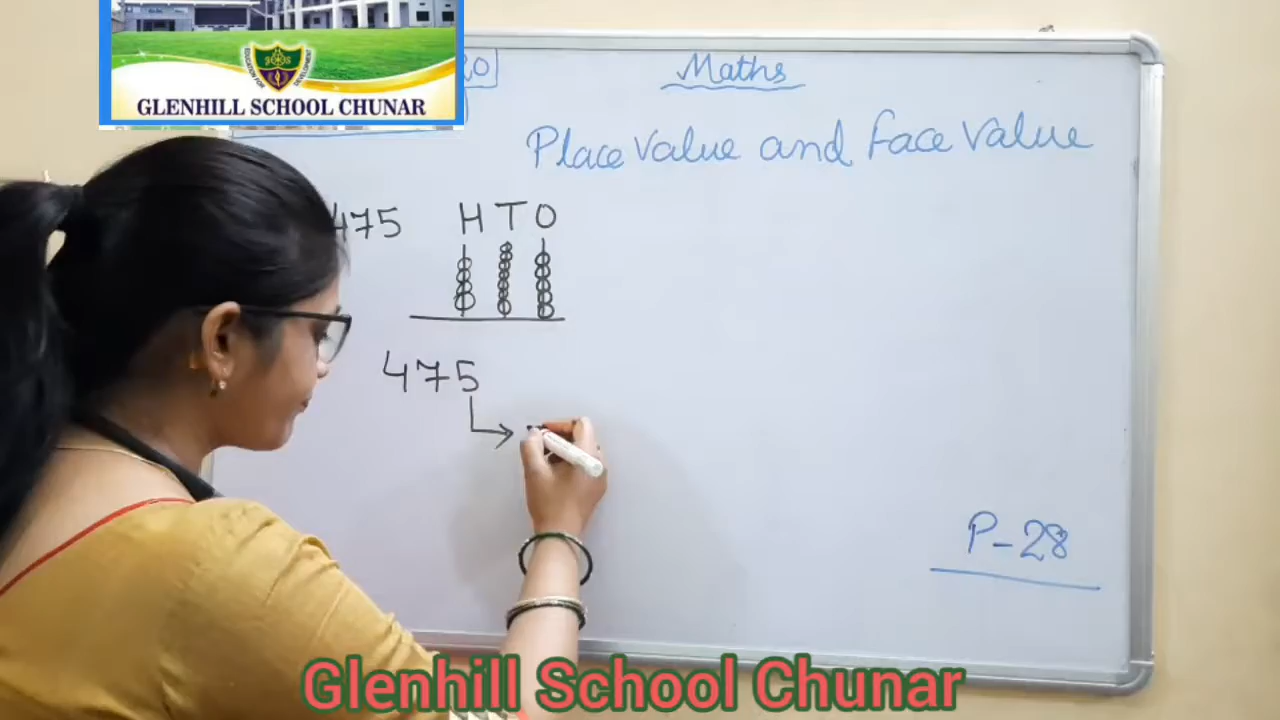 GLENHILL SCHOOL CHUNAR
Maths
Place Value and Face Value
475 H T O
475
P-28
Glenhill School Chunar